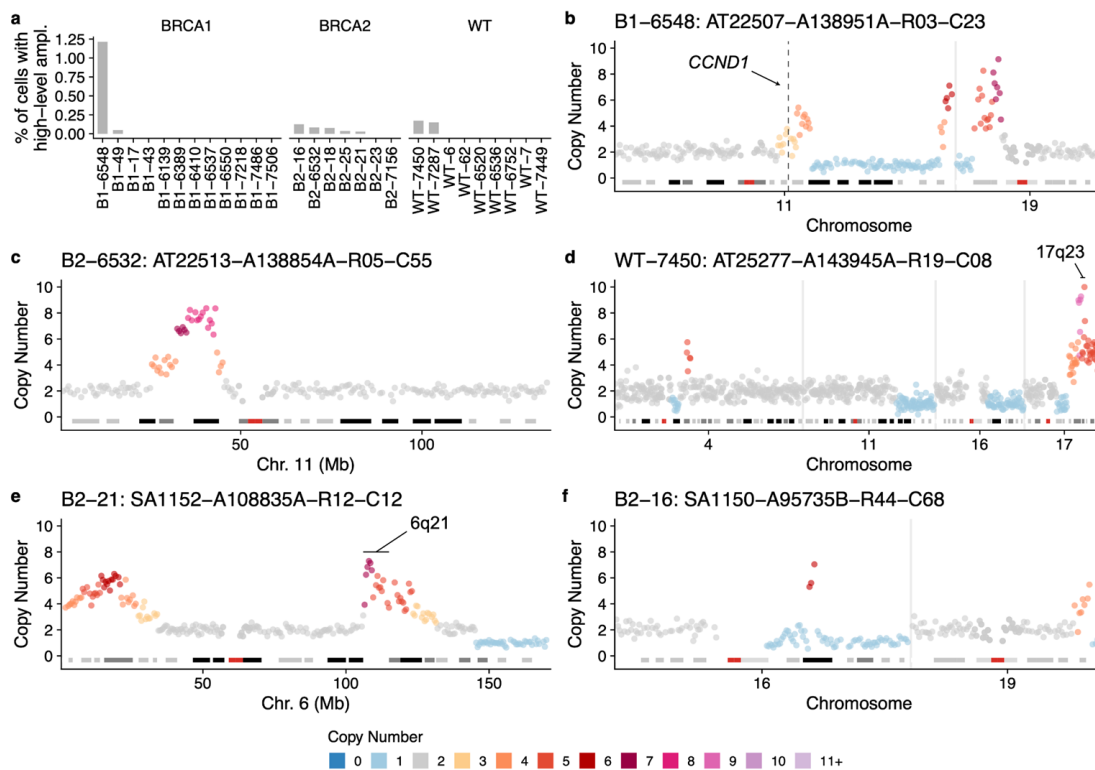 a
BRCA1
BRCA2
WT
% of cells with
high-level ampl.
1.25
1.00
0.75
0.50
0.25
0.00
B1-6548
B1-49
B1-17
B1-43
B1-6139
B1-6389
B1-6410
B1-6537
B1-6550
B1-7218
B1-7486
B1-7506
B2-16
B2-6532
B2-18
B2-25
B2-21
B2-23
B2-7156
WT-7450
WT-7287
WT-6
WT-62
WT-6520
WT-6536
WT-6752
WT-7
WT-7449
b B1-6548: AT22507-A138951A-R03-C23
CCND1
Copy Number
10
8
6
4
2
0
11 19
Chromosome
c B2-6532: AT22513-A138854A-R05-C55
Copy Number
10
8
6
4
2
0
50 100
Chr. 11 (Mb)
d WT-7450: AT25277-A143945A-R19-C08
17q23
Copy Number
10
8
6
4
2
0
4 11 16 17
Chromosome
e B2-21: SA1152-A108835A-R12-C12
6q21
Copy Number
10
8
6
4
2
0
50 100 150
Chr. 6 (Mb)
f B2-16: SA1150-A95735B-R44-C68
Copy Number
10
8
6
4
2
0
16 19
Chromosome
Copy Number
0 1 2 3 4 5 6 7 8 9 10 11+